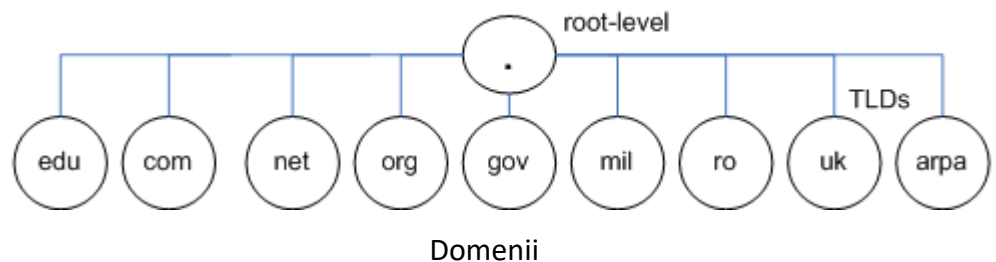 root-level
.
TLDs
edu com net org gov mil ro uk arpa
Domenii